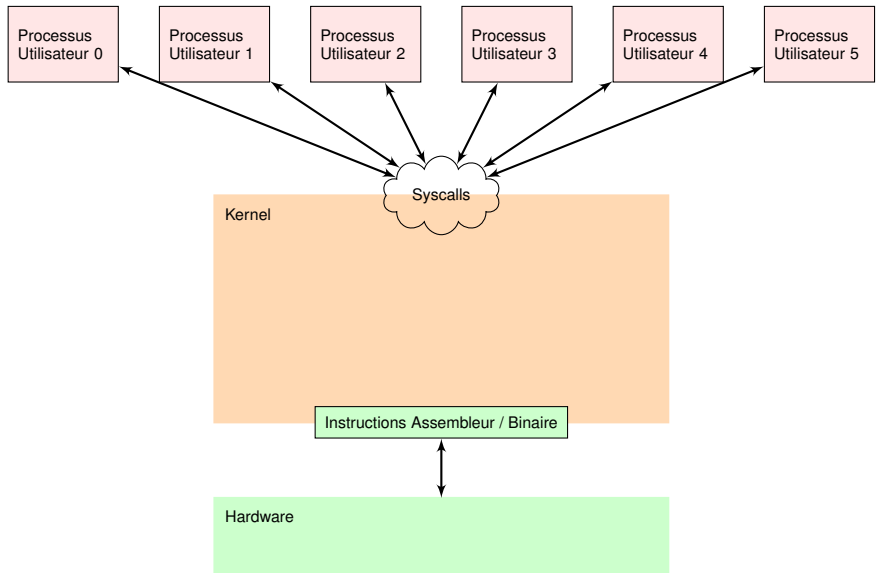 Processus
Utilisateur 0
Processus
Utilisateur 1
Processus
Utilisateur 2
Processus
Utilisateur 3
Processus
Utilisateur 4
Processus
Utilisateur 5
Syscalls
Kernel
Instructions Assembleur / Binaire
Hardware